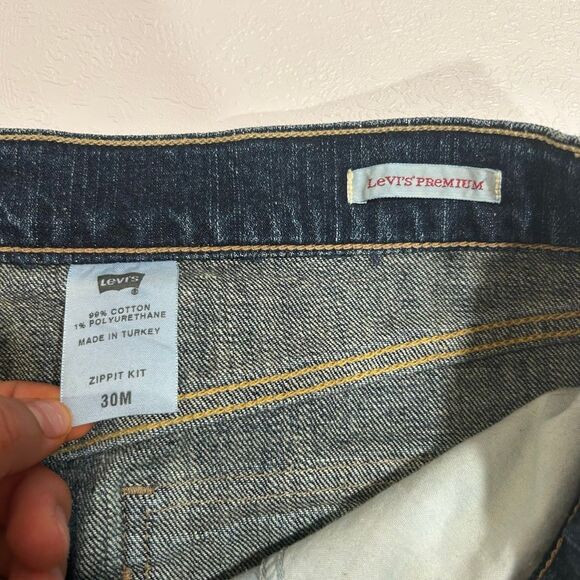 LeVI'S® PReMIUM
Levi's
®
99% COTTON
1% POLYURETHANE
MADE IN TURKEY
ZIPPIT KIT
30M